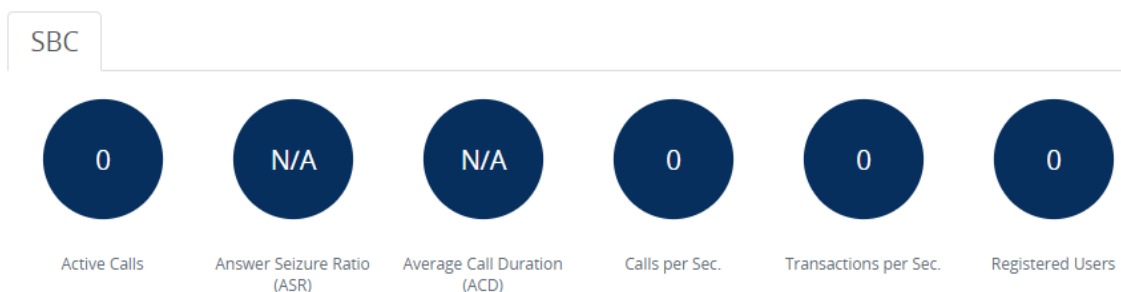 SBC
0
N/A
N/A
0
0
0
Active Calls
Answer Seizure Ratio
(ASR)
Average Call Duration
(ACD)
Calls per Sec.
Transactions per Sec.
Registered Users